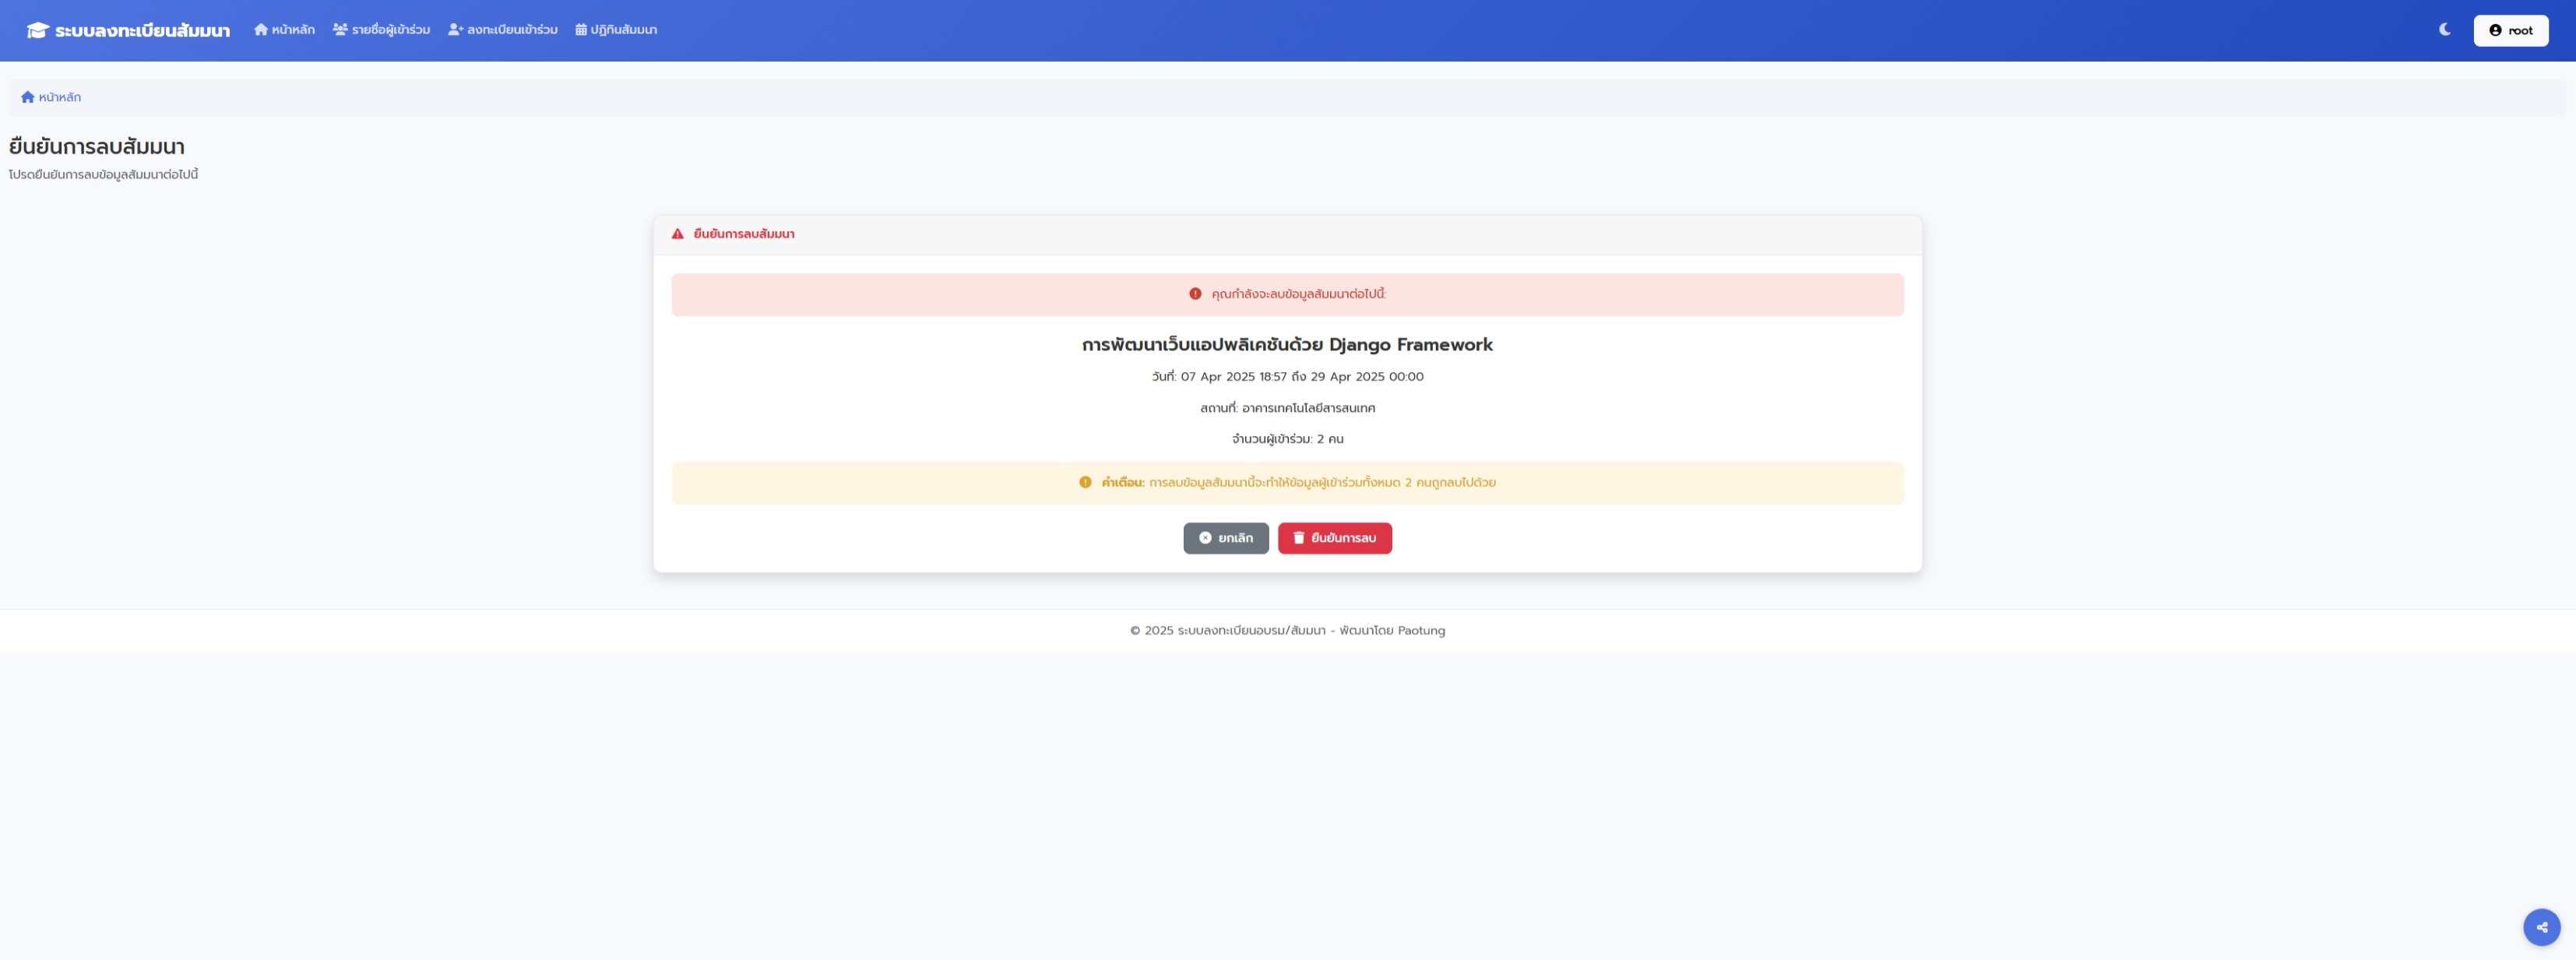 ระบบลงทะเบียนสัมมนา
หน้าหลัก
รายชื่อผู้เข้าร่วม
ลงทะเบียนเข้าร่วม
ปฏิทินสัมมนา
root
หน้าหลัก
ยืนยันการลบสัมมนา
โปรดยืนยันการลบข้อมูลสัมมนาต่อไปนี้
ยืนยันการลบสัมมนา
คุณกำลังจะลบข้อมูลสัมมนาต่อไปนี้:
การพัฒนาเว็บแอปพลิเคชันด้วย Django Framework
วันที่: 07 Apr 2025 18:57 ถึง 29 Apr 2025 00:00
สถานที่: อาคารเทคโนโลยีสารสนเทศ
จำนวนผู้เข้าร่วม: 2 คน
คำเตือน: การลบข้อมูลสัมมนานี้จะทำให้ข้อมูลผู้เข้าร่วมทั้งหมด 2 คนถูกลบไปด้วย
ยกเลิก
ยืนยันการลบ
© 2025 ระบบลงทะเบียนอบรม/สัมมนา - พัฒนาโดย Paotung